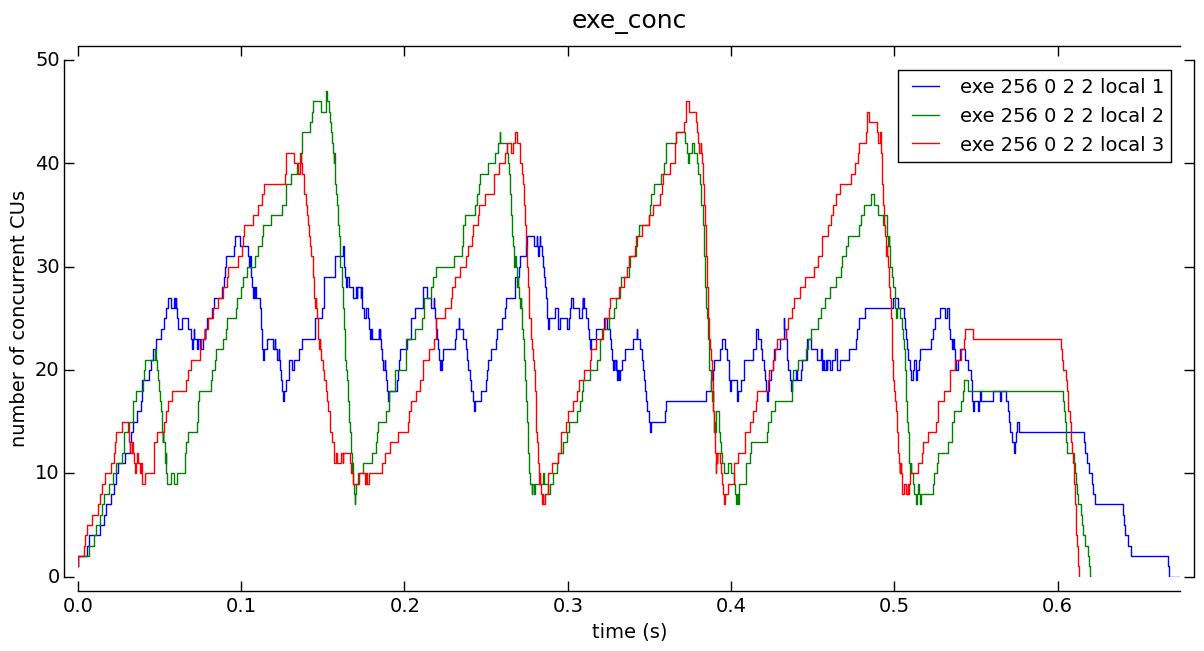 exe_conc
50
40
30
20
10
0
number of concurrent CUs
exe 256 0 2 2 local 1
exe 256 0 2 2 local 2
exe 256 0 2 2 local 3
0.0 0.1 0.2 0.3 0.4 0.5 0.6
time (s)